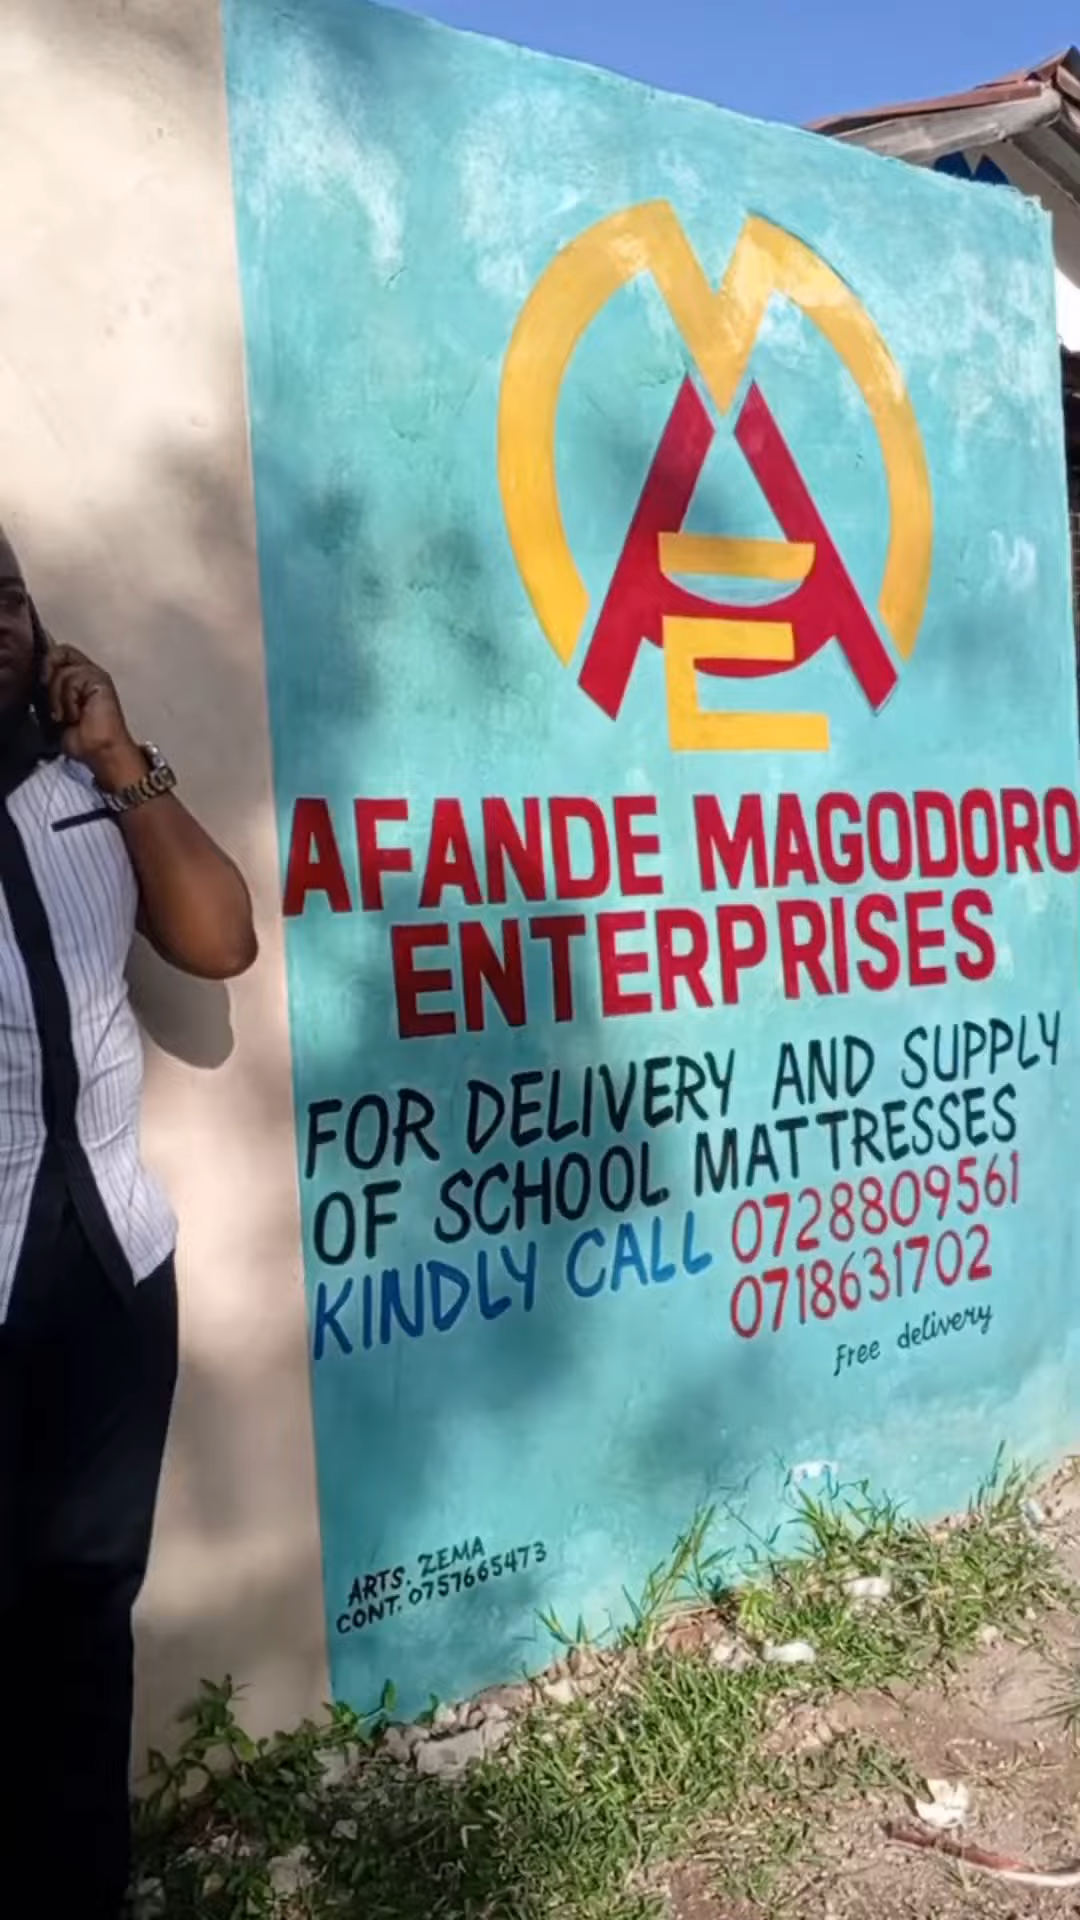 AFANDE MAGODORO
ENTERPRISES
FOR DELIVERY AND SUPPLY
OF SCHOOL MATTRESSES
KINDLY CALL 0728809561
0718631702
Free delivery
ARTS. ZEMA
CONT. 0757665473